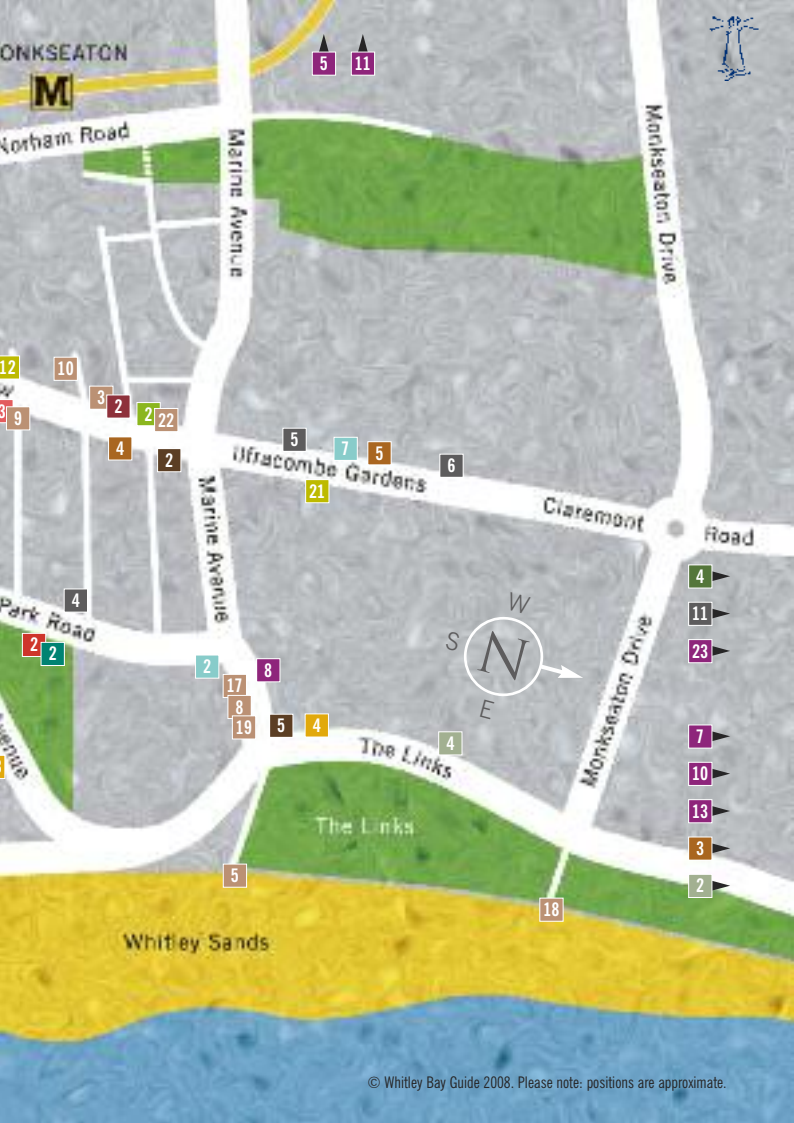 ONKSEATON
M
5 11
Norham Road
Marine Avenue
Monkseaton Drive
12
10
3
2
2
22
3
9
4
2
5
7
5
6
21
Ilfracombe Gardens
Claremont Road
Marine Avenue
4
11
23
4
Park Road
2
2
W
S
N
E
Monkseaton Drive
2
8
17
8
19
5
4
4
The Links
7
10
13
3
2
The Links
5
18
Whitley Sands
© Whitley Bay Guide 2008. Please note: positions are approximate.